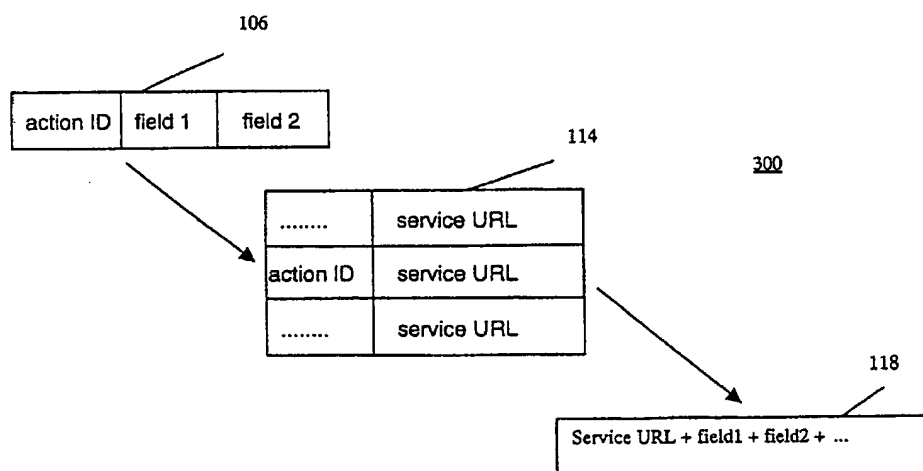 106
action ID field 1 field 2
114
300
........ service URL
action ID service URL
........ service URL
118
Service URL + field1 + field2 + ...